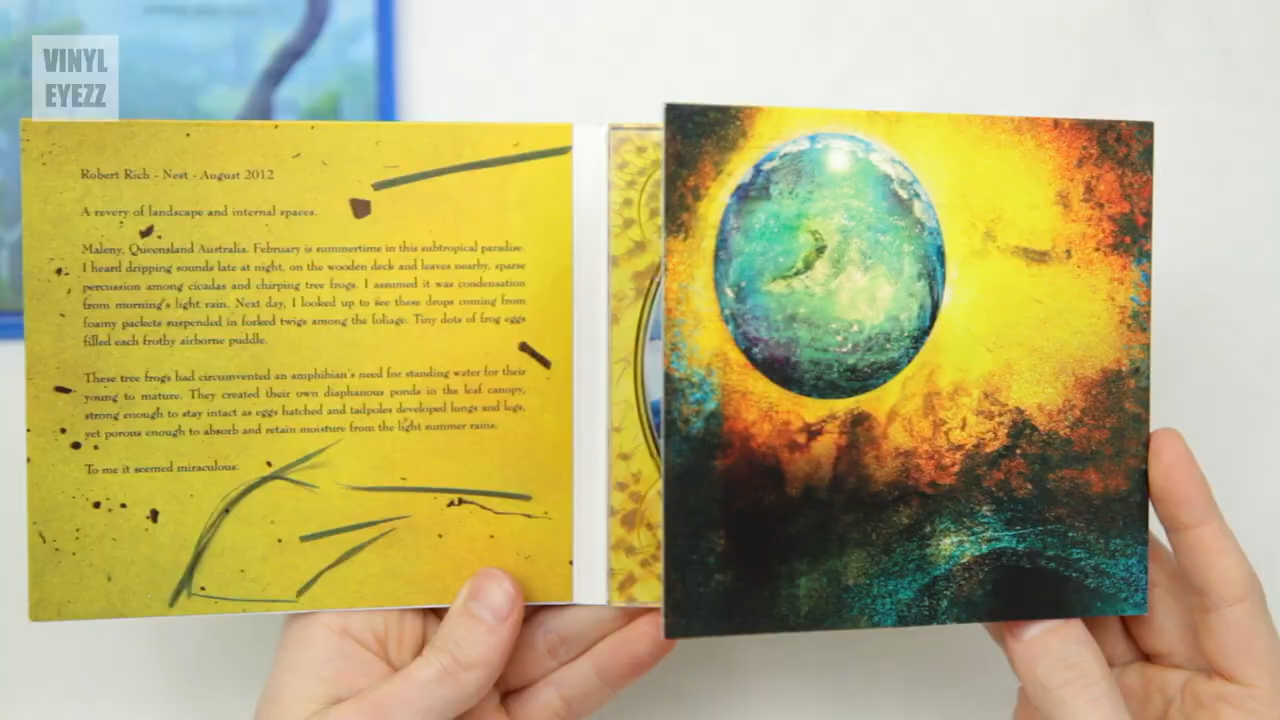 VINYL
EYEZZ
Robert Rich - Nest - August 2012
A revery of landscape and internal spaces.
Maleny, Queensland Australia. February is summertime in this subtropical paradise.
I heard dripping sounds late at night, on the wooden deck and leaves nearby, sparse
percussion among cicadas and chirping tree frogs. I assumed it was condensation
from morning's light rain. Next day, I looked up to see these drops coming from
foamy packets suspended in forked twigs among the foliage. Tiny dots of frog eggs
filled each frothy airborne puddle.
These tree frogs had circumvented an amphibian's need for standing water for their
young to mature. They created their own diaphanous ponds in the leaf canopy,
strong enough to stay intact as eggs hatched and tadpoles developed lungs and legs,
yet porous enough to absorb and retain moisture from the light summer rains.
To me it seemed miraculous.